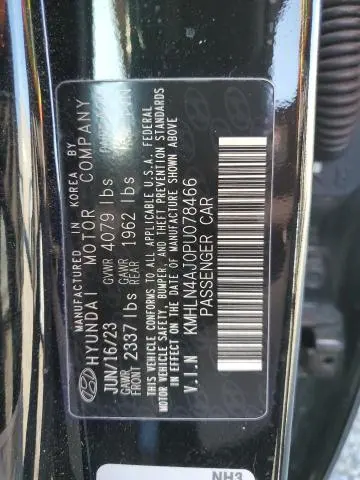 MANUFACTURED IN KOREA BY
HYUNDAI MOTOR COMPANY
JUN/16/23
GVWR 4079 lbs
GAWR FRONT 2337 lbs
GAWR REAR 1962 lbs
THIS VEHICLE CONFORMS TO ALL APPLICABLE U.S.A. FEDERAL
MOTOR VEHICLE SAFETY, BUMPER, AND THEFT PREVENTION STANDARDS
IN EFFECT ON THE DATE OF MANUFACTURE SHOWN ABOVE
V.I.N KMHLN4AJ0PU078466
PASSENGER CAR
NH3